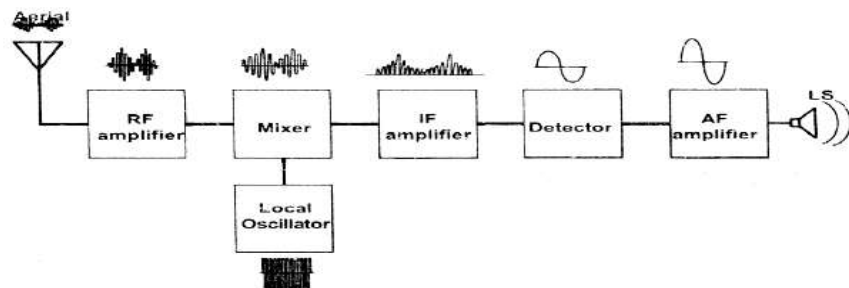 Aerial
LS
RF
amplifier
Mixer
IF
amplifier
Detector
AF
amplifier
Local
Oscillator